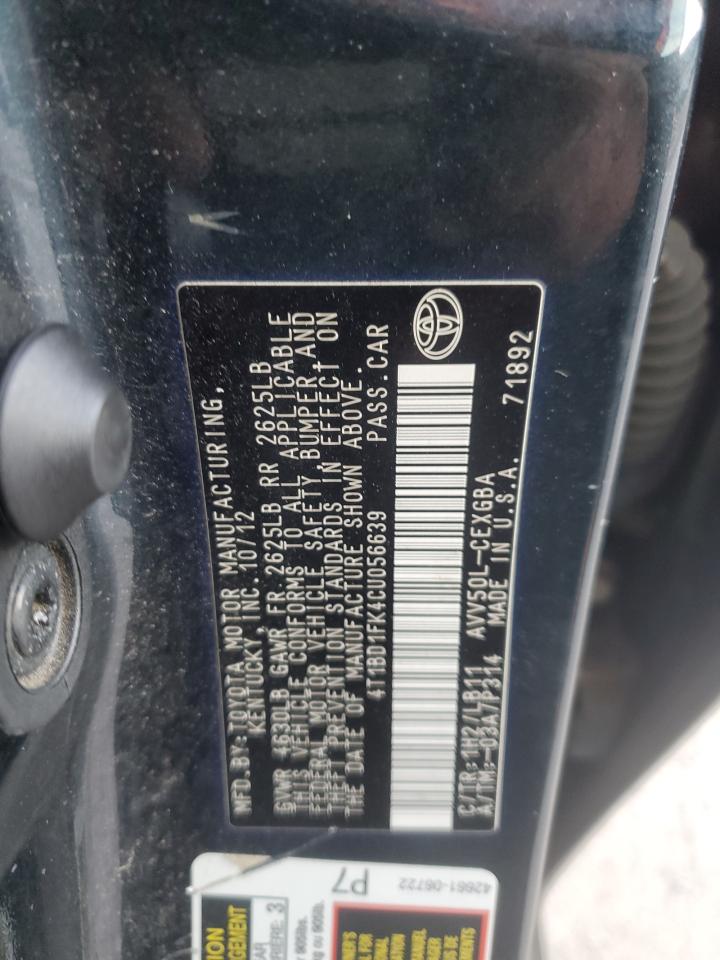 MFD.BY:TOYOTA MOTOR MANUFACTURING,
KENTUCKY, INC. 10/12
GVWR 4630LB GAWR FR 2625LB RR 2625LB
THIS VEHICLE CONFORMS TO ALL APPLICABLE
FEDERAL MOTOR VEHICLE SAFETY, BUMPER, AND
THEFT PREVENTION STANDARDS IN EFFECT ON
THE DATE OF MANUFACTURE SHOWN ABOVE.
4T1BD1FK4CU056639 PASS.CAR
C/TR:1H2/LB11 AVV50L-CEXGBA
A/TM:-03A/P314 MADE IN U.S.A. 71892
P7
42661-06722
3